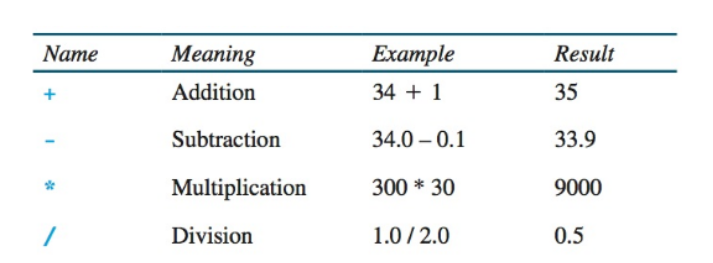 Name Meaning Example Result
+ Addition 34 + 1 35
- Subtraction 34.0 – 0.1 33.9
* Multiplication 300 * 30 9000
/ Division 1.0 / 2.0 0.5